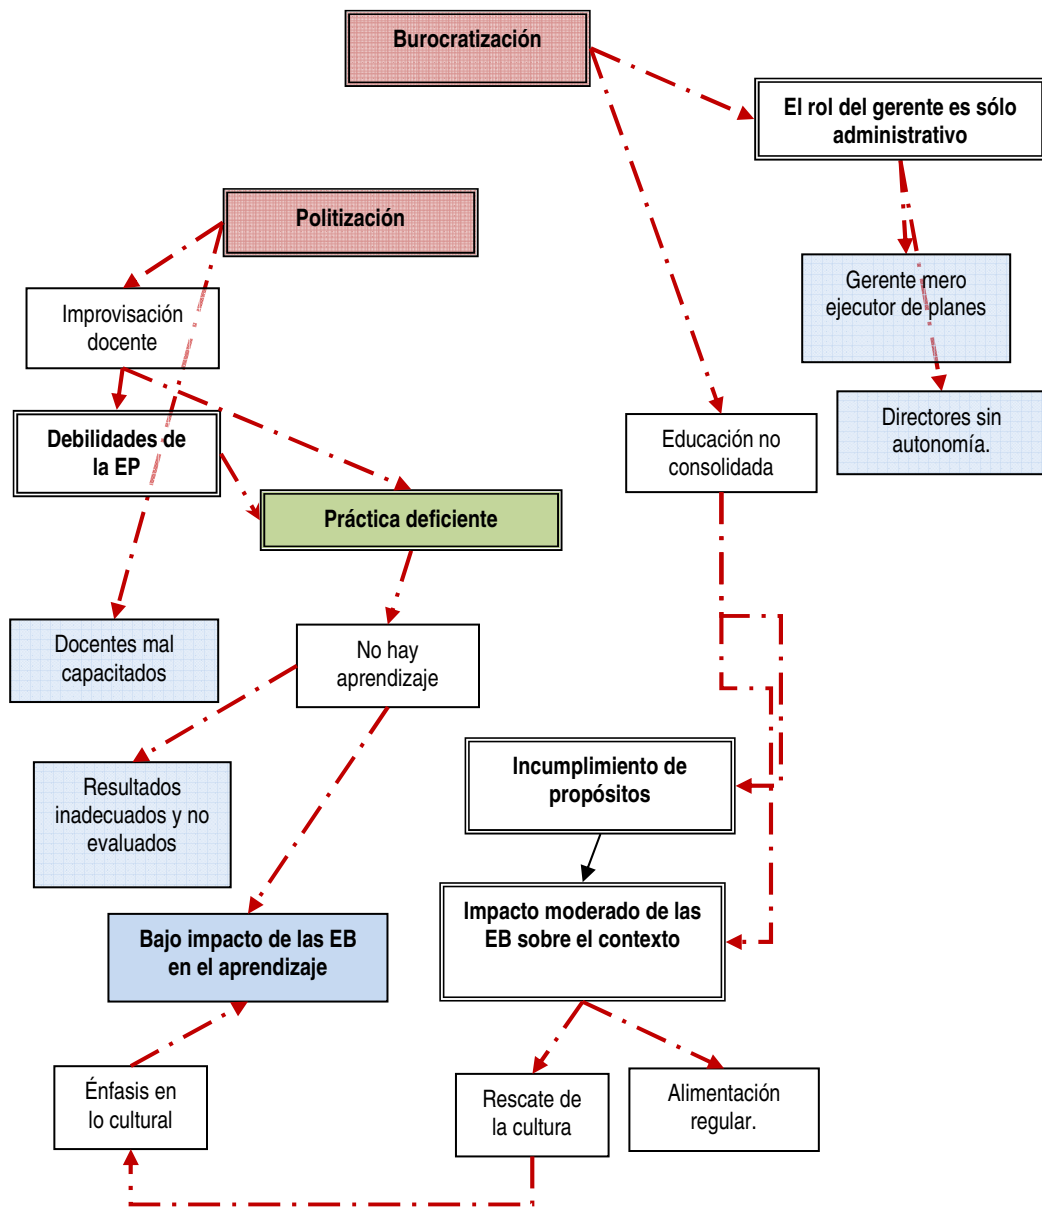 Burocratización
El rol del gerente es sólo
administrativo
Politización
Gerente mero
ejecutor de planes
Improvisación
docente
Directores sin
autonomía.
Debilidades de
la EP
Educación no
consolidada
Práctica deficiente
Docentes mal
capacitados
No hay
aprendizaje
Incumplimiento de
propósitos
Resultados
inadecuados y no
evaluados
Impacto moderado de las
EB sobre el contexto
Bajo impacto de las EB
en el aprendizaje
Énfasis en
lo cultural
Rescate de
la cultura
Alimentación
regular.